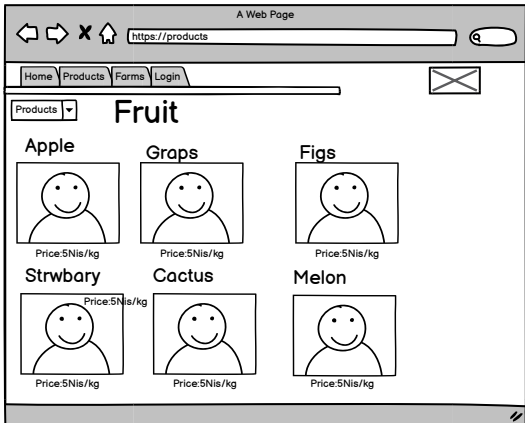 A Web Page
https://products
Home Products Farms Login
Products
Fruit
Apple
Graps
Figs
Price:5Nis/kg
Price:5Nis/kg
Price:5Nis/kg
Strwbary
Cactus
Melon
Price:5Nis/kg
Price:5Nis/kg
Price:5Nis/kg
Price:5Nis/kg